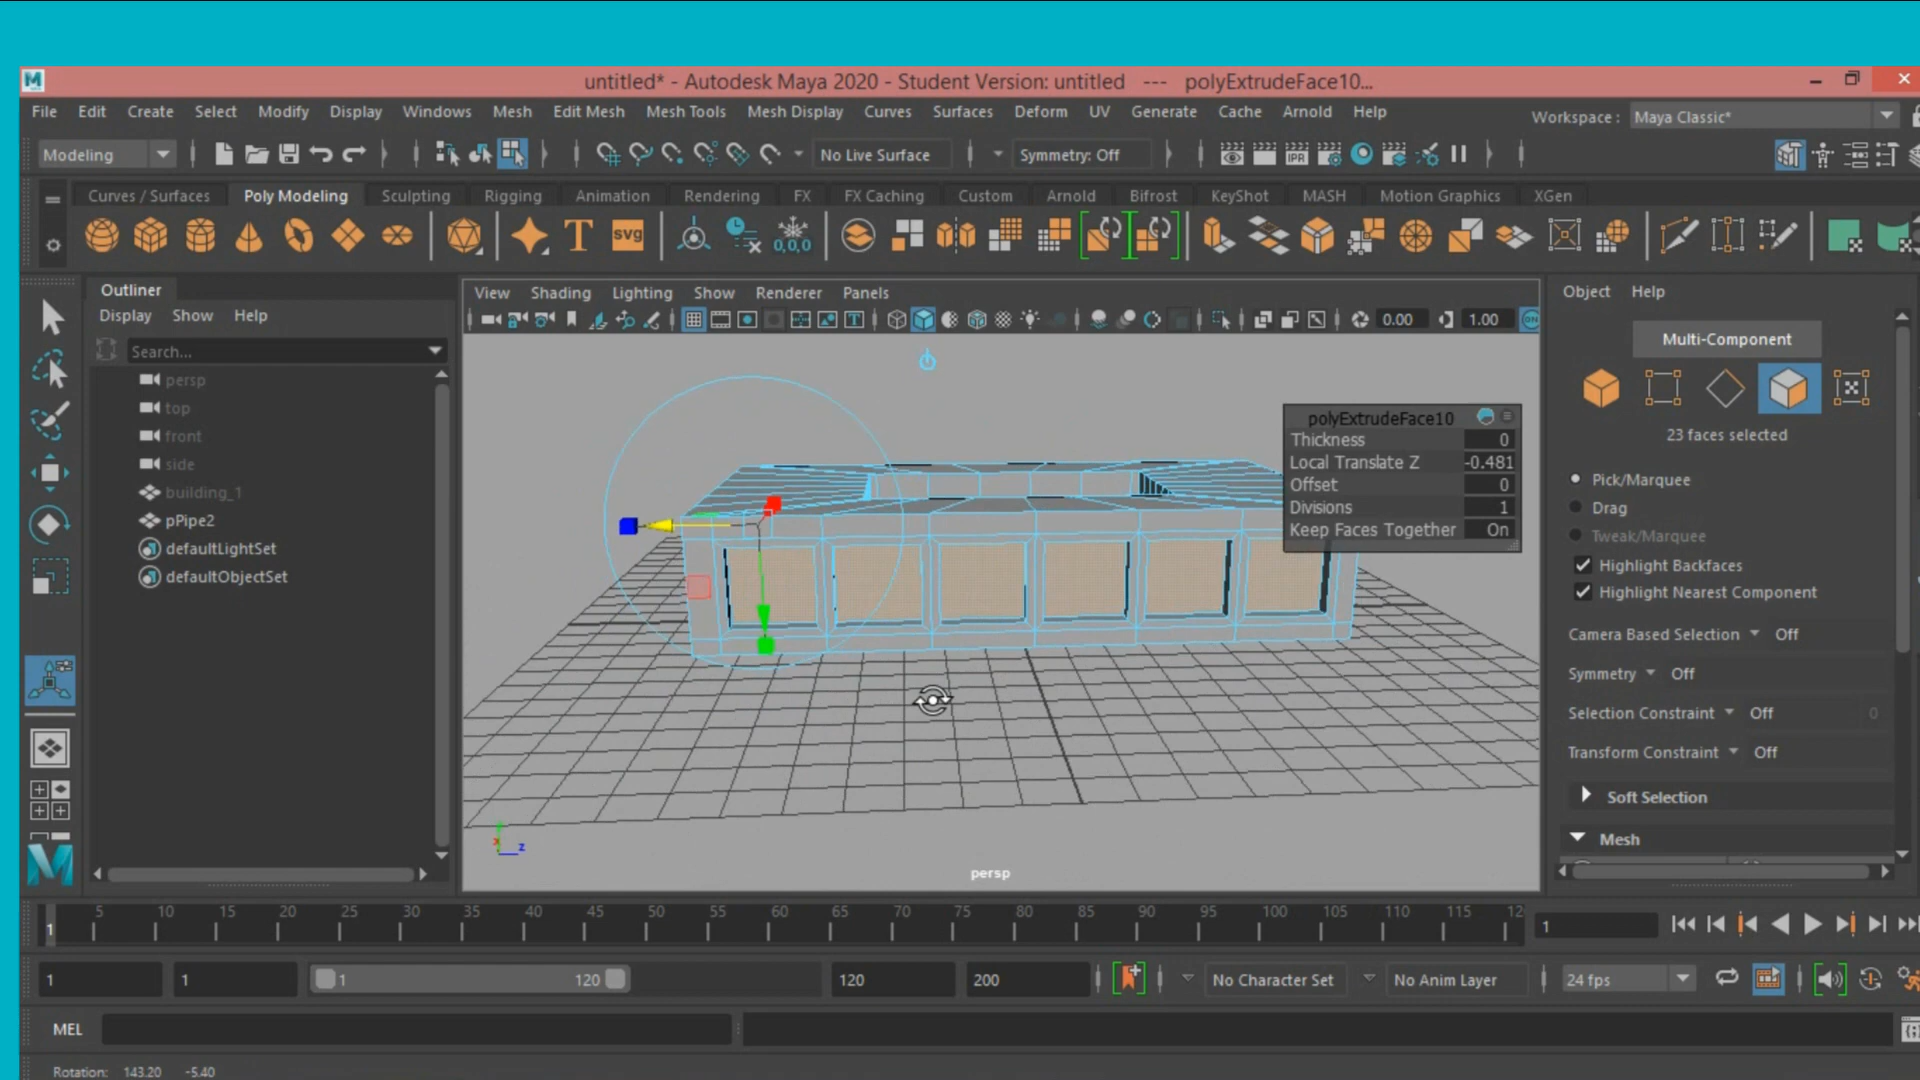 untitled* - Autodesk Maya 2020 - Student Version: untitled --- polyExtrudeFace10...
File Edit Create Select Modify Display Windows Mesh Edit Mesh Mesh Tools Mesh Display Curves Surfaces Deform UV Generate Cache Arnold Help Workspace : Maya Classic*
Modeling No Live Surface Symmetry: Off
IPR
Curves / Surfaces Poly Modeling Sculpting Rigging Animation Rendering FX FX Caching Custom Arnold Bifrost KeyShot MASH Motion Graphics XGen
T svg 0,0,0
Outliner
Display Show Help
Search...
persp
top
front
side
building_1
pPipe2
defaultLightSet
defaultObjectSet
View Shading Lighting Show Renderer Panels
0.00 1.00 ON
polyExtrudeFace10
Thickness 0
Local Translate Z -0.481
Offset 0
Divisions 1
Keep Faces Together On
x z
persp
Object Help
Multi-Component
23 faces selected
Pick/Marquee
Drag
Tweak/Marquee
Highlight Backfaces
Highlight Nearest Component
Camera Based Selection Off
Symmetry Off
Selection Constraint Off 0
Transform Constraint Off
Soft Selection
Mesh
1 5 10 15 20 25 30 35 40 45 50 55 60 65 70 75 80 85 90 95 100 105 110 115 12 1
1 1 1 120 120 200 No Character Set No Anim Layer 24 fps
MEL
Rotation: 143.20 -5.40